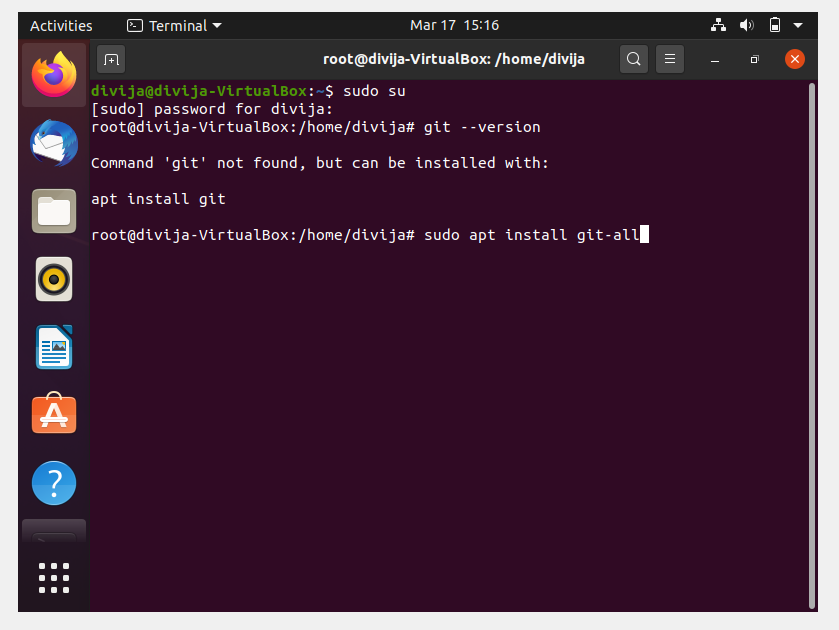 Activities
Terminal
Mar 17 15:16
root@divija-VirtualBox: /home/divija
divija@divija-VirtualBox:~$ sudo su
[sudo] password for divija:
root@divija-VirtualBox:/home/divija# git --version
Command 'git' not found, but can be installed with:
apt install git
root@divija-VirtualBox:/home/divija# sudo apt install git-all